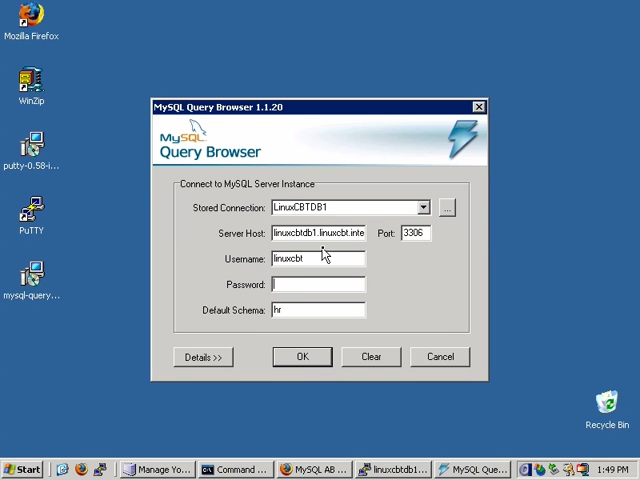 Mozilla Firefox
WinZip
putty-0.58-i...
PuTTY
mysql-query...
MySQL Query Browser 1.1.20
MySQL
Query Browser
Connect to MySQL Server Instance
Stored Connection: LinuxCBTDB1 ...
Server Host: linuxcbtdb1.linuxcbt.inte Port: 3306
Username: linuxcbt
Password:
Default Schema: hr
Details >> OK Clear Cancel
Recycle Bin
Start Manage Yo... Command ... MySQL AB ... linuxcbtdb1... MySQL Que... 1:49 PM